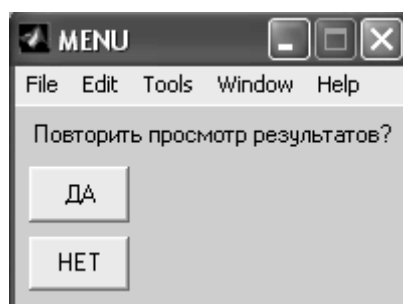 MENU
File Edit Tools Window Help
Повторить просмотр результатов?
ДА
НЕТ